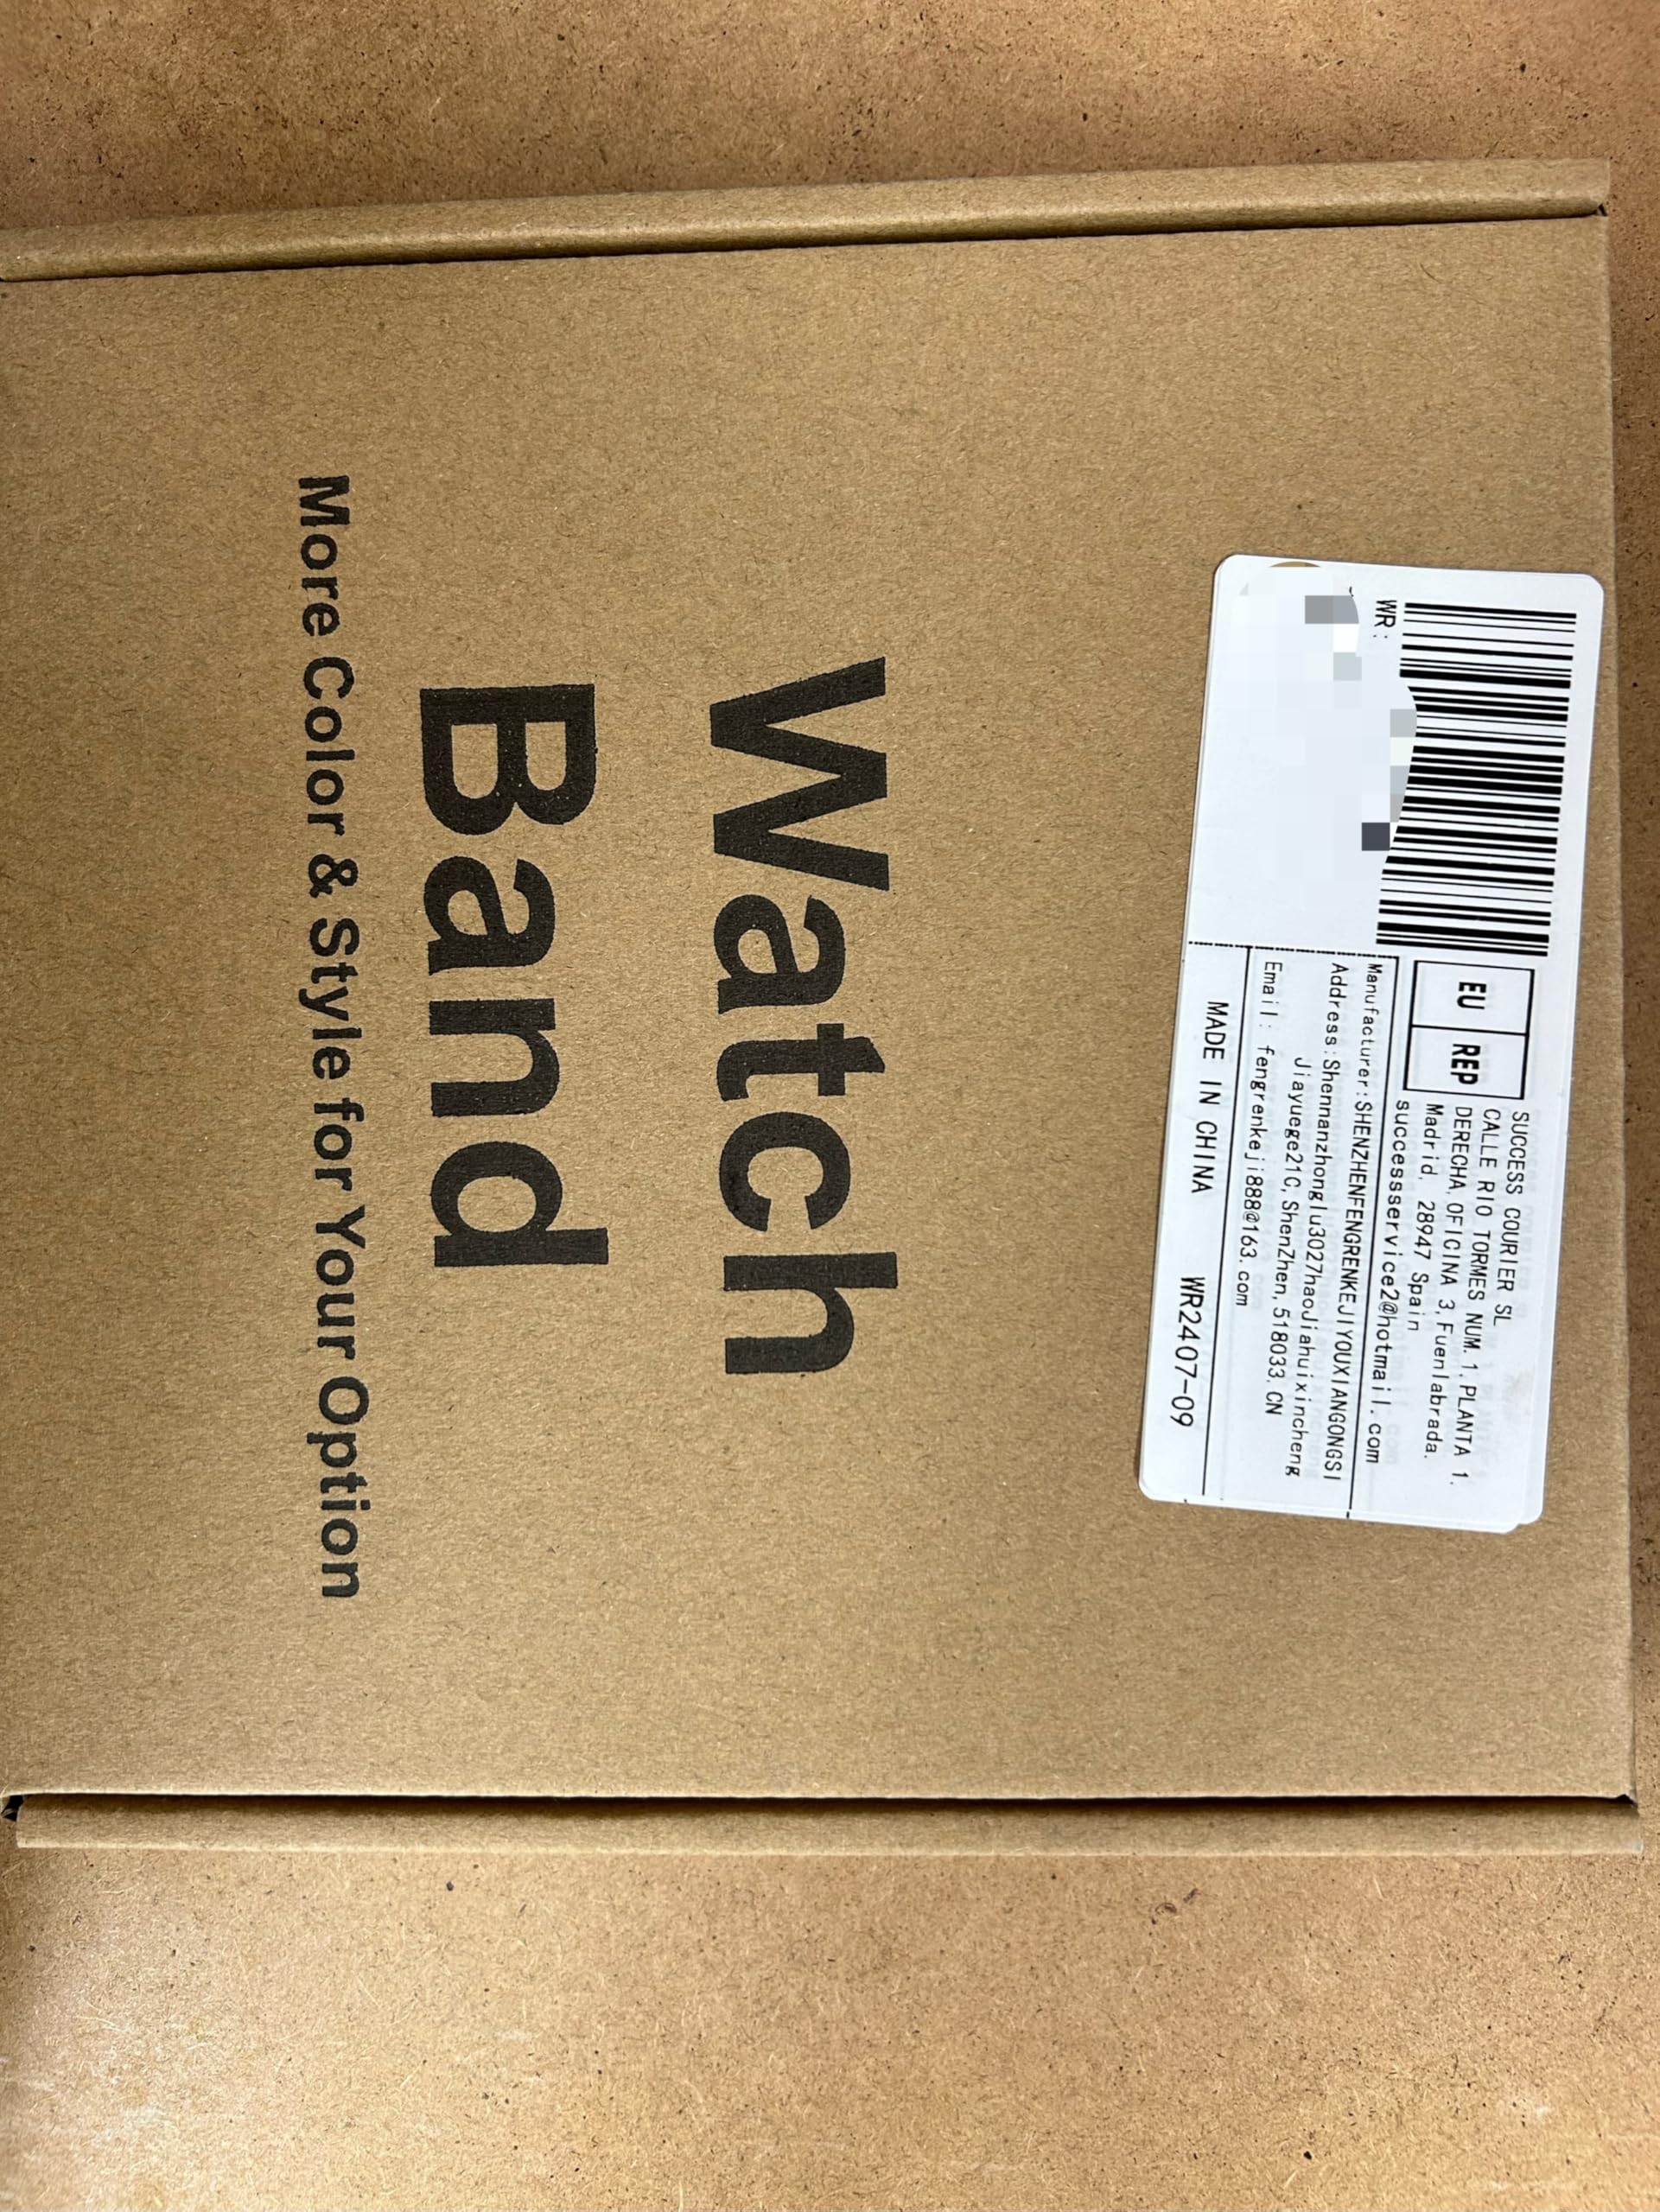 WR:
EU REP
SUCCESS COURIER SL
CALLE RIO TORMES NUM. 1, PLANTA 1,
DERECHA, OFICINA 3, Fuenlabrada,
Madrid, 28947 Spain
successservice2@hotmail.com
Manufacturer:SHENZHENFENGRENKEJIYOUXIANGONGSI
Address:Shennanzhonglu3027haoJiahuixincheng
Jiayuege21C, ShenZhen, 518033, CN
Email: fengrenkeji888@163.com
MADE IN CHINA WR2407-09
Watch
Band
More Color & Style for Your Option